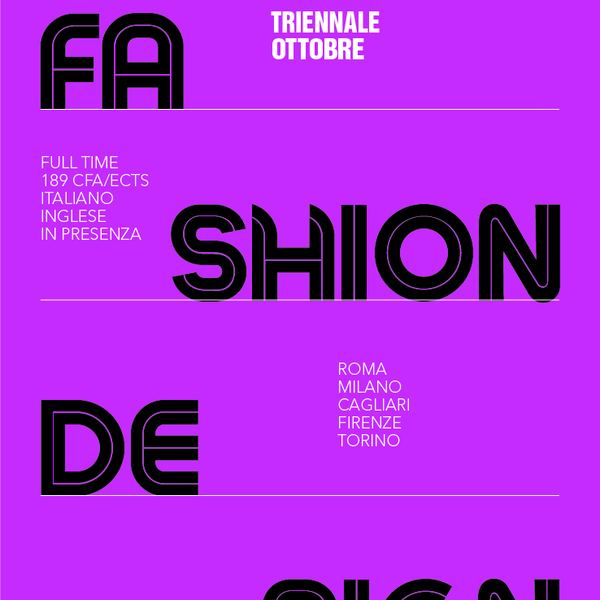 FA
TRIENNALE
OTTOBRE
FULL TIME
189 CFA/ECTS
ITALIANO
INGLESE
IN PRESENZA
SHION
DE
ROMA
MILANO
CAGLIARI
FIRENZE
TORINO
SIGN